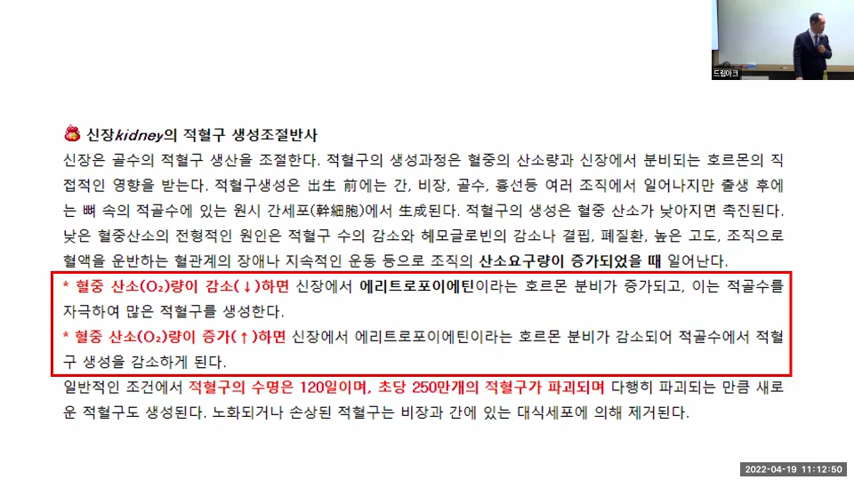 드림아크
신장kidney의 적혈구 생성조절반사
신장은 골수의 적혈구 생산을 조절한다. 적혈구의 생성과정은 혈중의 산소량과 신장에서 분비되는 호르몬의 직
접적인 영향을 받는다. 적혈구생성은 出生 前에는 간, 비장, 골수, 흉선등 여러 조직에서 일어나지만 출생 후에
는 뼈 속의 적골수에 있는 원시 간세포(幹細胞)에서 生成된다. 적혈구의 생성은 혈중 산소가 낮아지면 촉진된다.
낮은 혈중산소의 전형적인 원인은 적혈구 수의 감소와 헤모글로빈의 감소나 결핍, 폐질환, 높은 고도, 조직으로
혈액을 운반하는 혈관계의 장애나 지속적인 운동 등으로 조직의 산소요구량이 증가되었을 때 일어난다.
* 혈중 산소(O₂)량이 감소(↓)하면 신장에서 에리트로포이에틴이라는 호르몬 분비가 증가되고, 이는 적골수를
자극하여 많은 적혈구를 생성한다.
* 혈중 산소(O₂)량이 증가(↑)하면 신장에서 에리트로포이에틴이라는 호르몬 분비가 감소되어 적골수에서 적혈
구 생성을 감소하게 된다.
일반적인 조건에서 적혈구의 수명은 120일이며, 초당 250만개의 적혈구가 파괴되며 다행히 파괴되는 만큼 새로
운 적혈구도 생성된다. 노화되거나 손상된 적혈구는 비장과 간에 있는 대식세포에 의해 제거된다.
2022-04-19 11:12:50